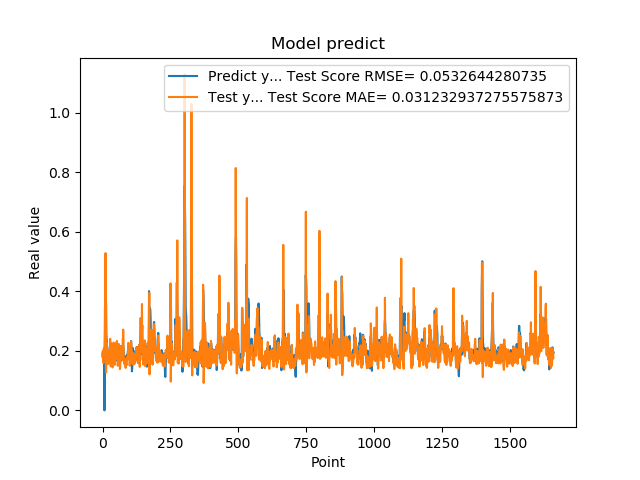 Model predict
Predict y... Test Score RMSE= 0.0532644280735
Test y... Test Score MAE= 0.031232937275575873
1.0
0.8
0.6
0.4
0.2
0.0
Real value
0 250 500 750 1000 1250 1500
Point